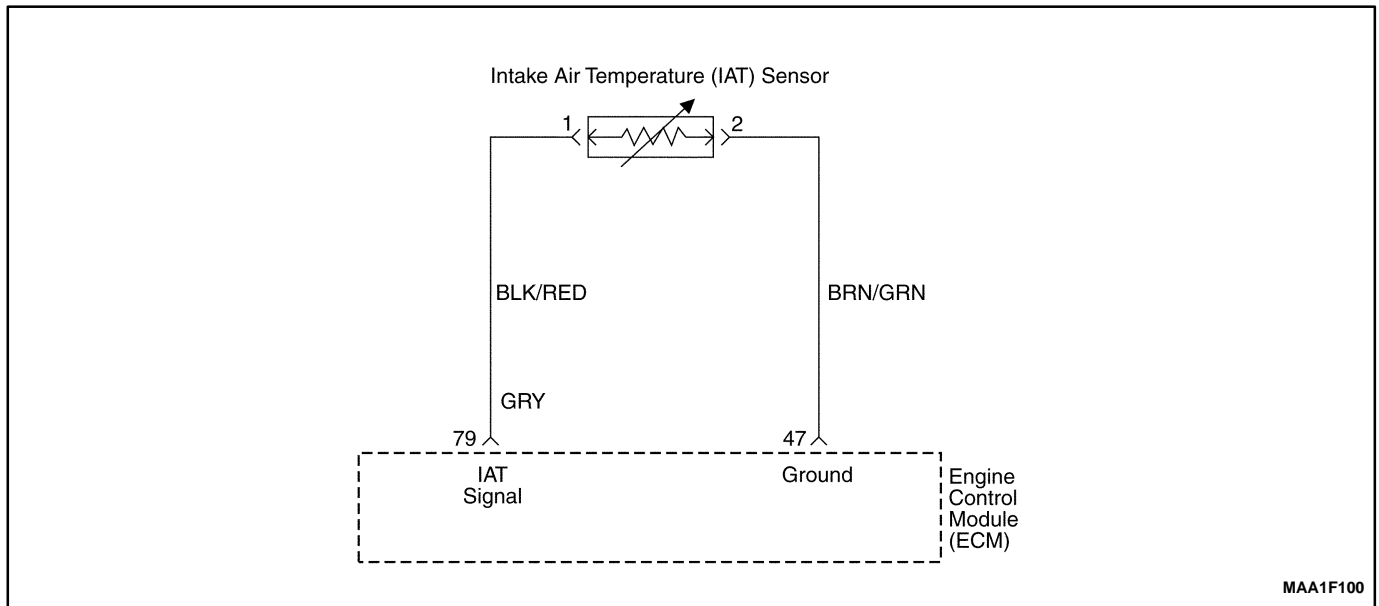 Intake Air Temperature (IAT) Sensor
1
2
BLK/RED
BRN/GRN
GRY
79
47
IAT
Signal
Ground
Engine
Control
Module
(ECM)
MAA1F100